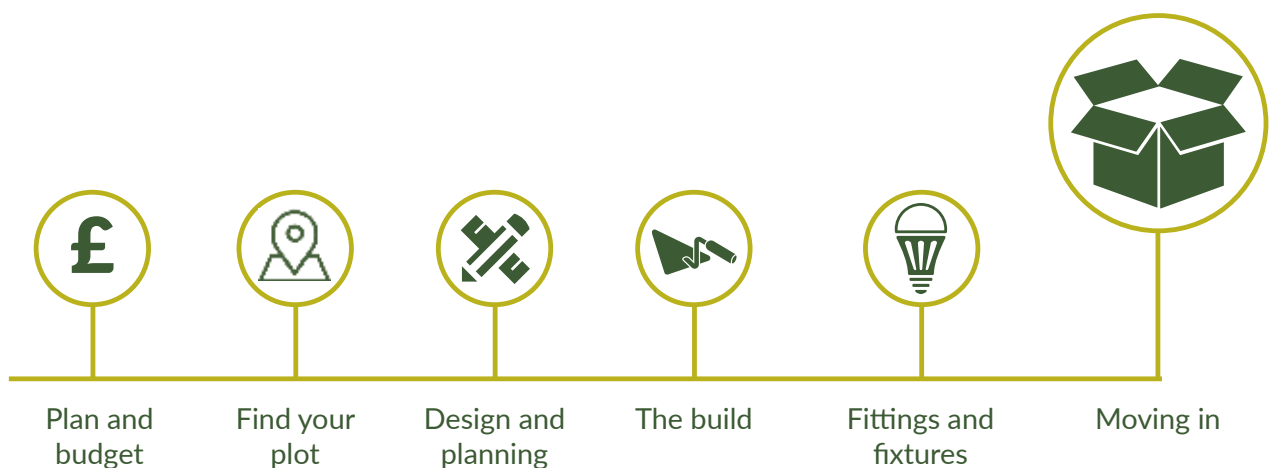 £
Plan and
budget
Find your
plot
Design and
planning
The build
Fittings and
fixtures
Moving in